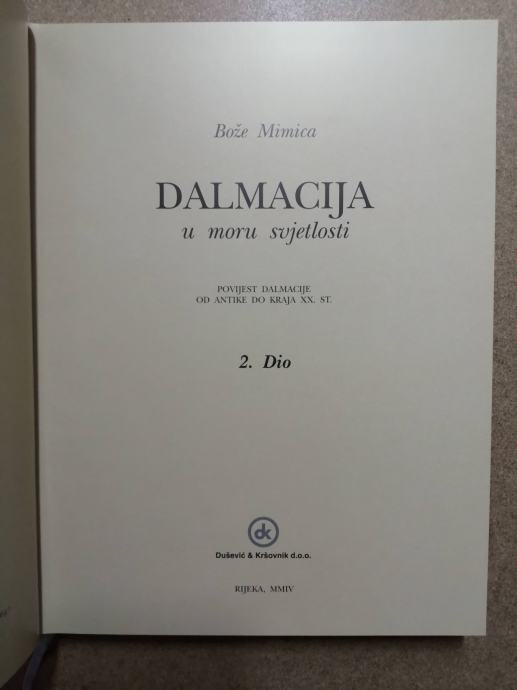 Bože Mimica
DALMACIJA
u moru svjetlosti
POVIJEST DALMACIJE
OD ANTIKE DO KRAJA XX. ST.
2. Dio
dk
Dušević & Kršovnik d.o.o.
RIJEKA, MMIV